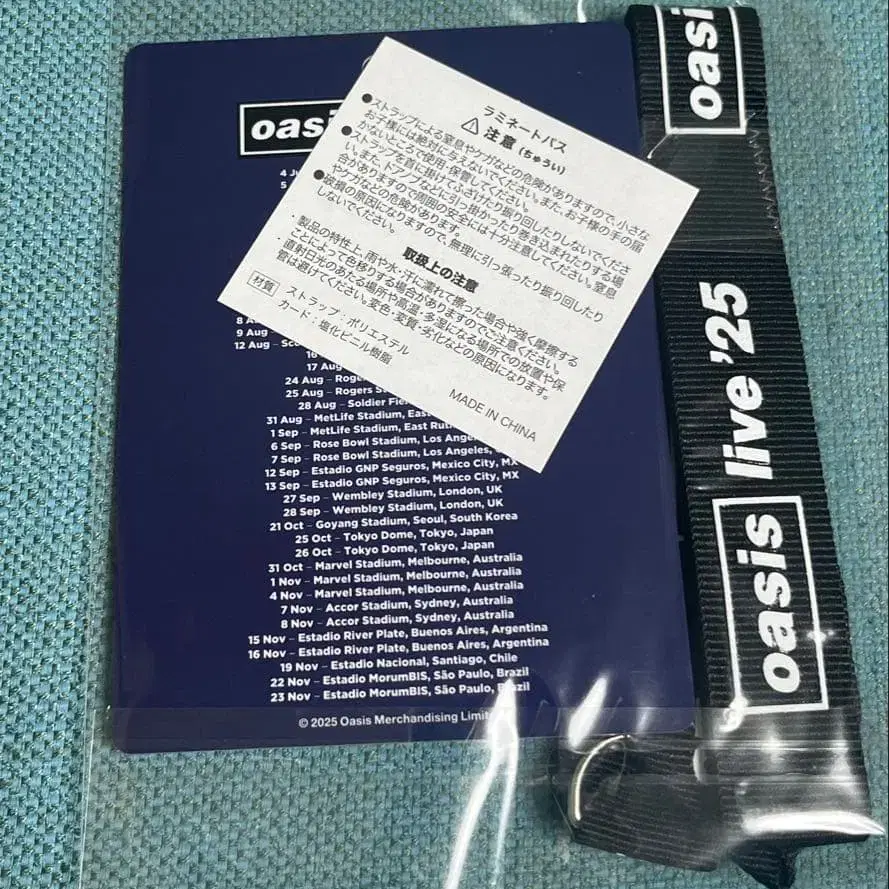 oasi
4 Ju
5
8 A
9 Aug –
12 Aug – Sco
16
17 Aug
24 Aug – Roge
25 Aug – Rogers S
28 Aug – Soldier Fie
31 Aug – MetLife Stadium, East
1 Sep – MetLife Stadium, East Ruth
6 Sep – Rose Bowl Stadium, Los Angel
7 Sep – Rose Bowl Stadium, Los Angeles,
12 Sep – Estadio GNP Seguros, Mexico City, MX
13 Sep – Estadio GNP Seguros, Mexico City, MX
27 Sep – Wembley Stadium, London, UK
28 Sep – Wembley Stadium, London, UK
21 Oct – Goyang Stadium, Seoul, South Korea
25 Oct – Tokyo Dome, Tokyo, Japan
26 Oct – Tokyo Dome, Tokyo, Japan
31 Oct – Marvel Stadium, Melbourne, Australia
1 Nov – Marvel Stadium, Melbourne, Australia
4 Nov – Marvel Stadium, Melbourne, Australia
7 Nov – Accor Stadium, Sydney, Australia
8 Nov – Accor Stadium, Sydney, Australia
15 Nov – Estadio River Plate, Buenos Aires, Argentina
16 Nov – Estadio River Plate, Buenos Aires, Argentina
19 Nov – Estadio Nacional, Santiago, Chile
22 Nov – Estadio MorumBIS, São Paulo, Brazil
23 Nov – Estadio MorumBIS, São Paulo, Brazil
© 2025 Oasis Merchandising Limit
ラミネートパス
⚠注意(ちゅうい)
●ストラップによる窒息やケガなどの危険がありますので、小さな
お子様には絶対に与えないでください。また、お子様の手の届
かないところで使用・保管してください。
●ストラップを首に掛けてふざけたり振り回したりしないでくださ
い。また、ドアノブなどに引っ掛かったり巻き込まれたりする場
合がありますので周囲の安全には十分注意してください。窒息
やケガなどの危険があります。
●破損の原因になりますので、無理に引っ張ったり振り回したり
しないでください。
取扱上の注意
・製品の特性上、雨や水・汗に濡れて擦った場合や強く摩擦する
ことによって色移りする場合がありますのでご注意ください。
・直射日光のあたる場所や高温・多湿になる場所での放置や保
管は避けてください。変色・変質・劣化などの原因になります。
材質 ストラップ：ポリエステル
カード：塩化ビニル樹脂
MADE IN CHINA
oasi
oasis live '25